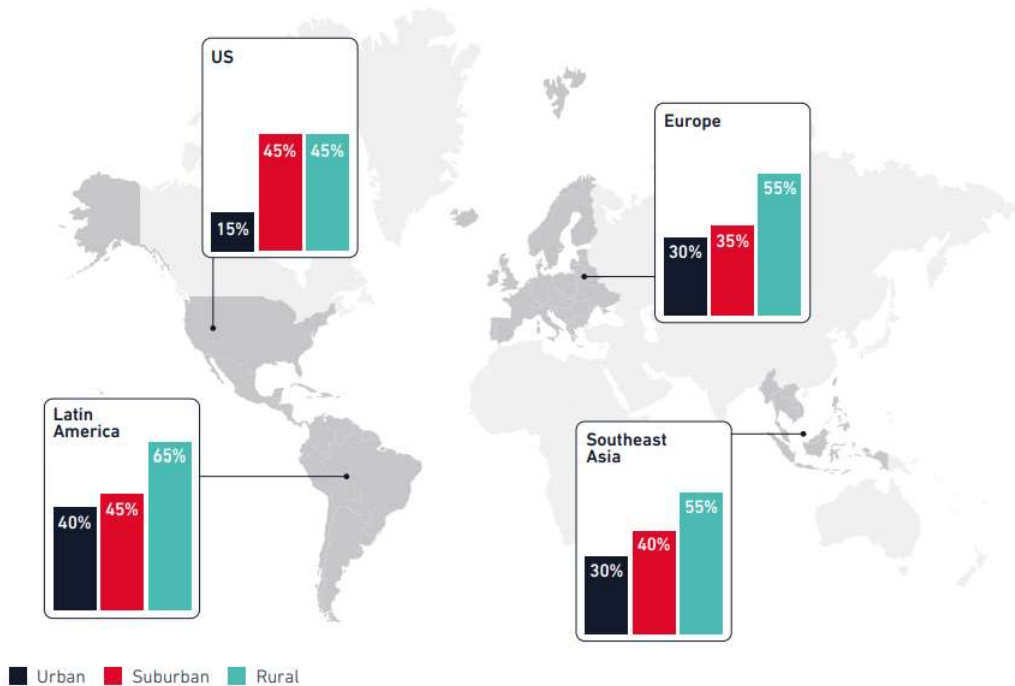 US
15%
45%
45%
Europe
30%
35%
55%
Latin
America
40%
45%
65%
Southeast
Asia
30%
40%
55%
Urban
Suburban
Rural